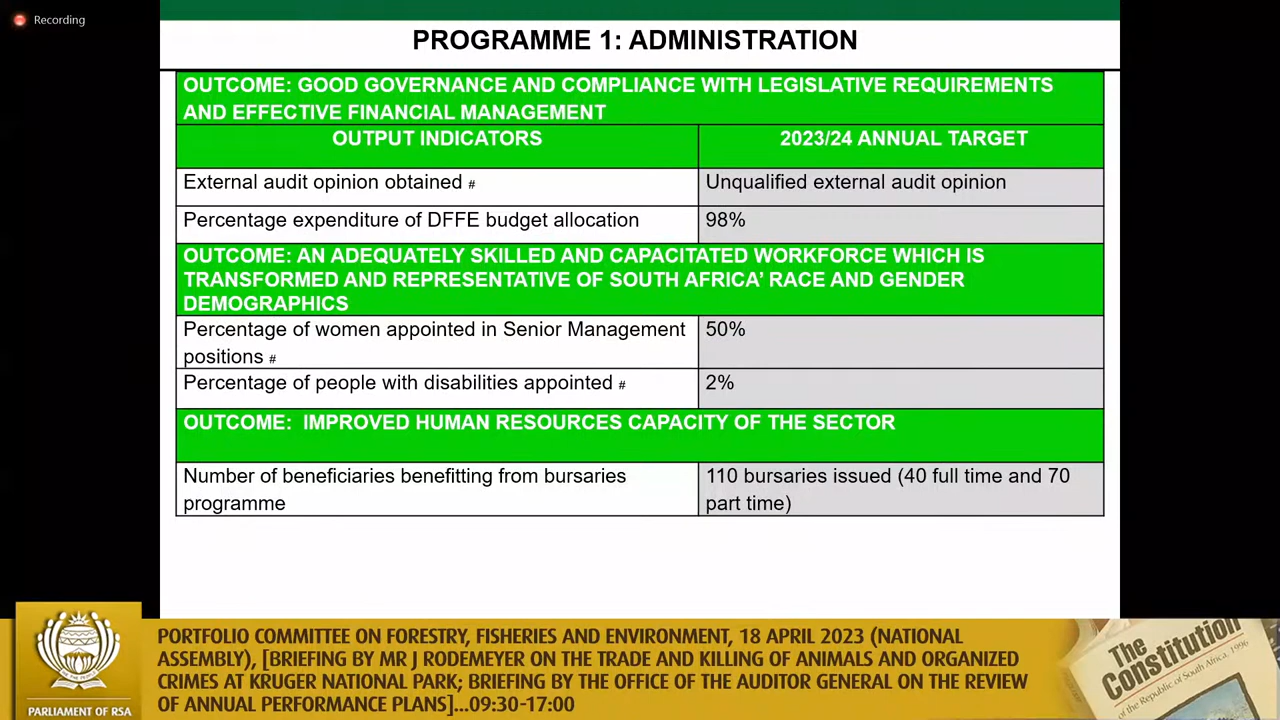 Recording
PROGRAMME 1: ADMINISTRATION
OUTCOME: GOOD GOVERNANCE AND COMPLIANCE WITH LEGISLATIVE REQUIREMENTS
AND EFFECTIVE FINANCIAL MANAGEMENT
OUTPUT INDICATORS
2023/24 ANNUAL TARGET
External audit opinion obtained #
Unqualified external audit opinion
Percentage expenditure of DFFE budget allocation
98%
OUTCOME: AN ADEQUATELY SKILLED AND CAPACITATED WORKFORCE WHICH IS
TRANSFORMED AND REPRESENTATIVE OF SOUTH AFRICA’ RACE AND GENDER
DEMOGRAPHICS
Percentage of women appointed in Senior Management
positions #
50%
Percentage of people with disabilities appointed #
2%
OUTCOME: IMPROVED HUMAN RESOURCES CAPACITY OF THE SECTOR
Number of beneficiaries benefitting from bursaries
programme
110 bursaries issued (40 full time and 70
part time)
PARLIAMENT OF RSA
PORTFOLIO COMMITTEE ON FORESTRY, FISHERIES AND ENVIRONMENT, 18 APRIL 2023 (NATIONAL
ASSEMBLY), [BRIEFING BY MR J RODEMEYER ON THE TRADE AND KILLING OF ANIMALS AND ORGANIZED
CRIMES AT KRUGER NATIONAL PARK; BRIEFING BY THE OFFICE OF THE AUDITOR GENERAL ON THE REVIEW
OF ANNUAL PERFORMANCE PLANS]...09:30-17:00
The
Constitution
of the Republic of South Africa, 1996